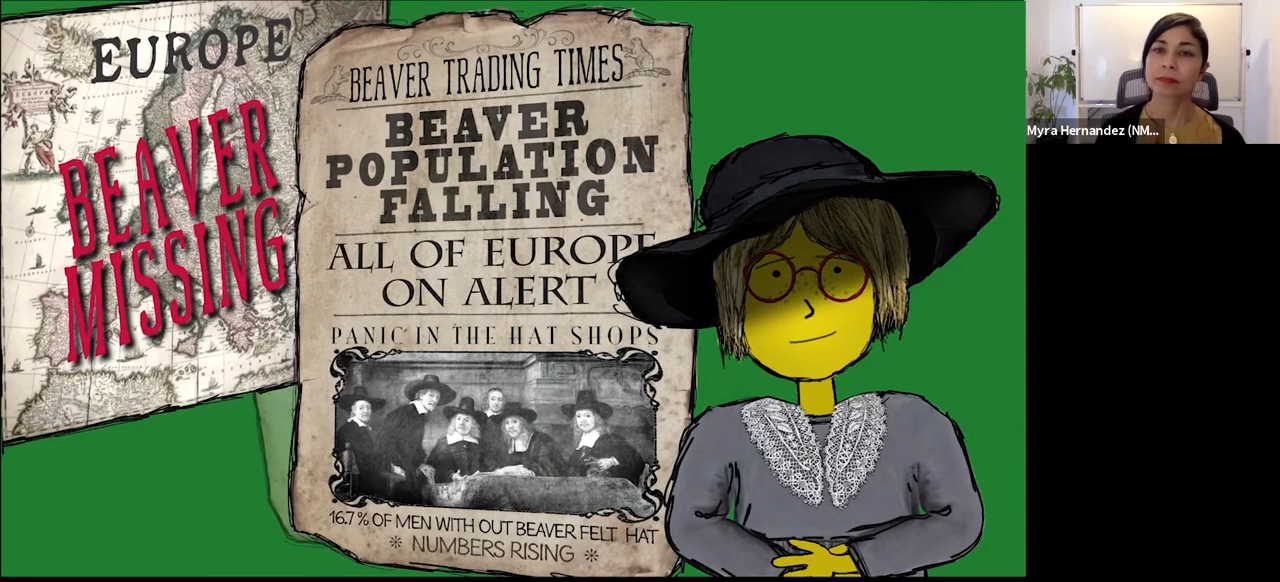 EUROPE
BEAVER
MISSING
BEAVER TRADING TIMES
BEAVER
POPULATION
FALLING
ALL OF EUROPE
ON ALERT
PANIC IN THE HAT SHOPS
16.7% OF MEN WITH OUT BEAVER FELT HAT
* NUMBERS RISING *
Myra Hernandez (NM...